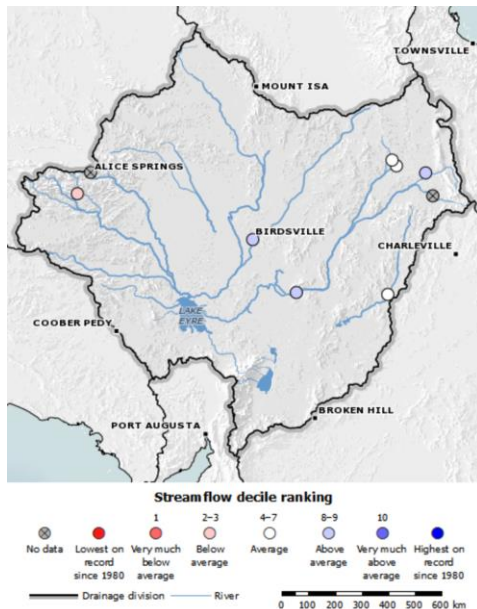 TOWNSVILLE
MOUNT ISA
ALICE SPRINGS
BIRDSVILLE
CHARLEVILLE
LAKE
EYRE
COOBER PEDY
BROKEN HILL
PORT AUGUSTA
Streamflow decile ranking
1 2–3 4–7 8–9 10
No data Lowest on Very much Below Average Above Very much Highest on
record below average average above record
since 1980 average average since 1980
Drainage division River 0 100 200 300 400 500 600
km